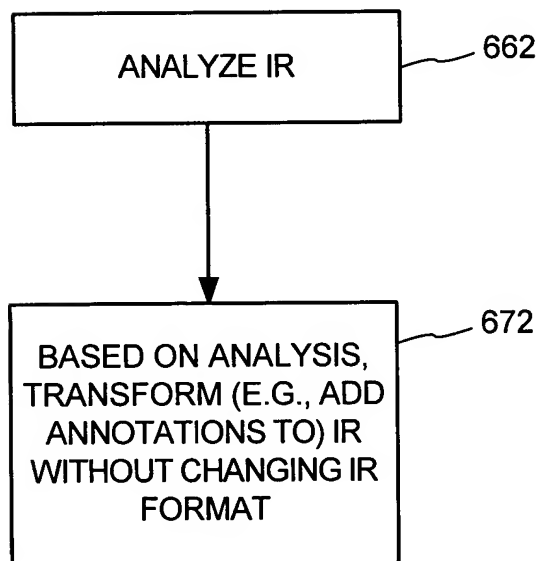 ANALYZE IR
662
672
BASED ON ANALYSIS,
TRANSFORM (E.G., ADD
ANNOTATIONS TO) IR
WITHOUT CHANGING IR
FORMAT